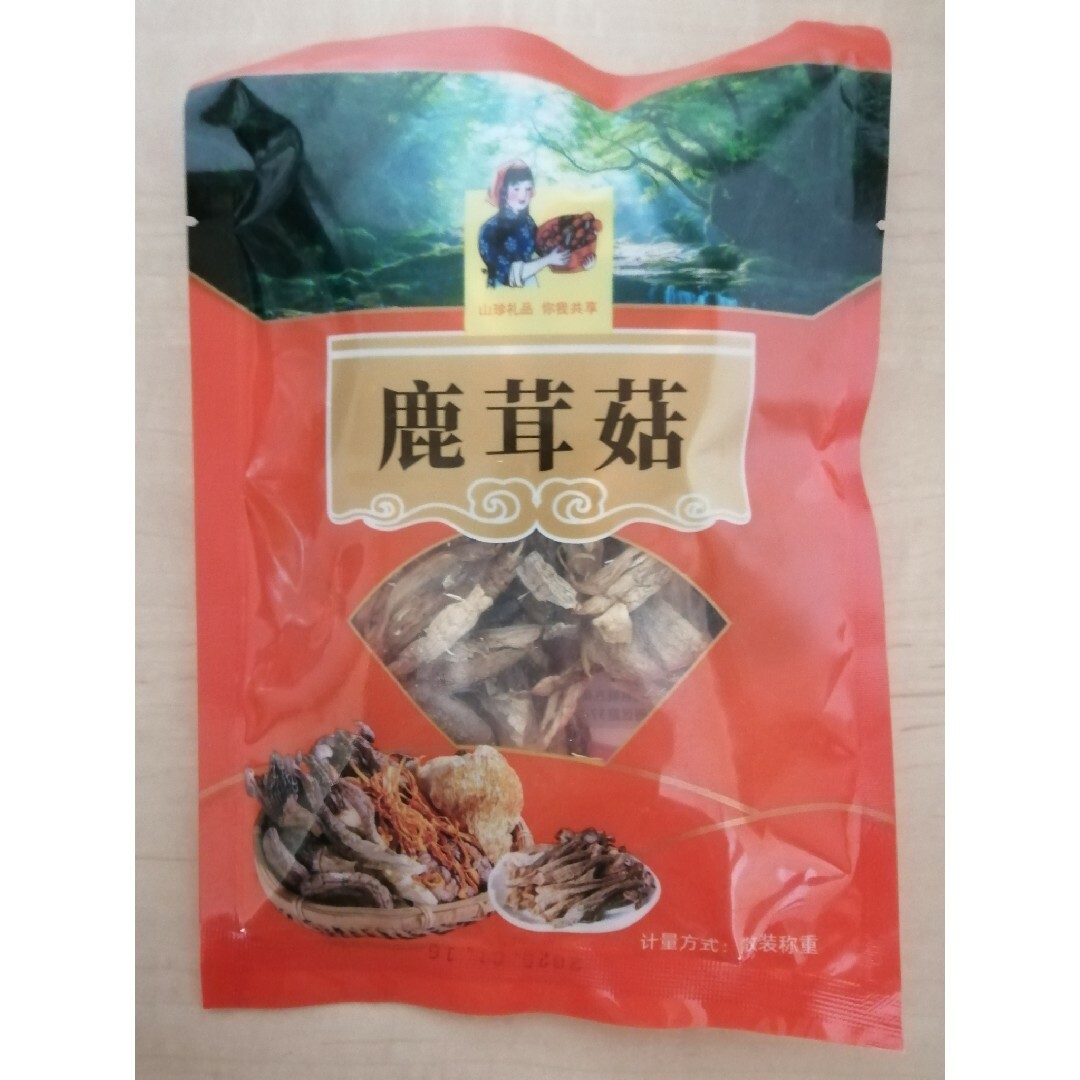 山珍礼品 你我共享
鹿茸菇
计量方式：散装称重